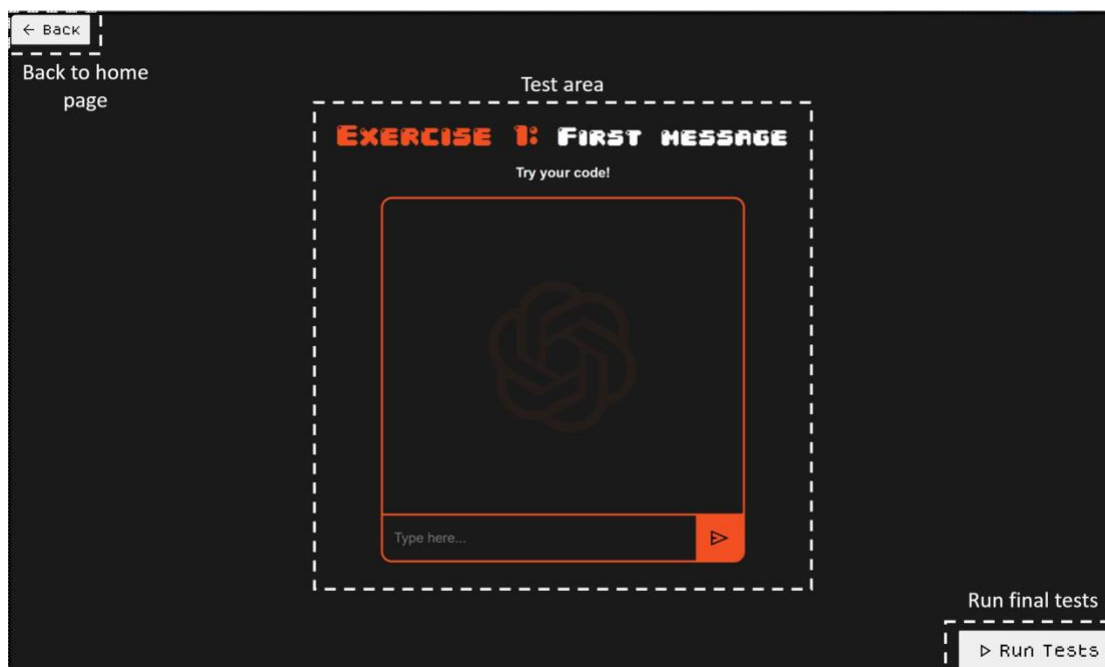 ← Back
Back to home
page
Test area
Exercise 1: First message
Try your code!
Type here...
Run final tests
▷ Run Tests